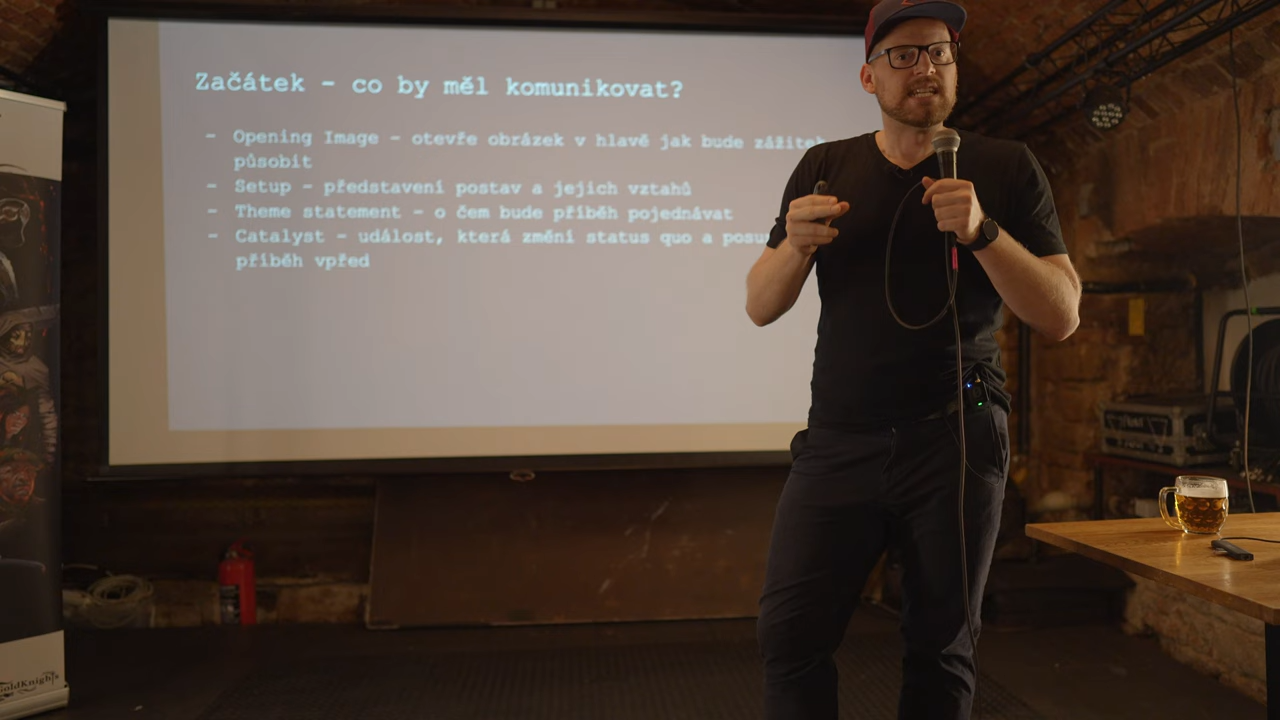 Začátek – co by měl komunikovat?
– Opening Image – otevře obrázek v hlavě jak bude zážitek
působit
– Setup – představení postav a jejich vztahů
– Theme statement – o čem bude příběh pojednávat
– Catalyst – událost, která změní status quo a posu
příběh vpřed
oldKnights